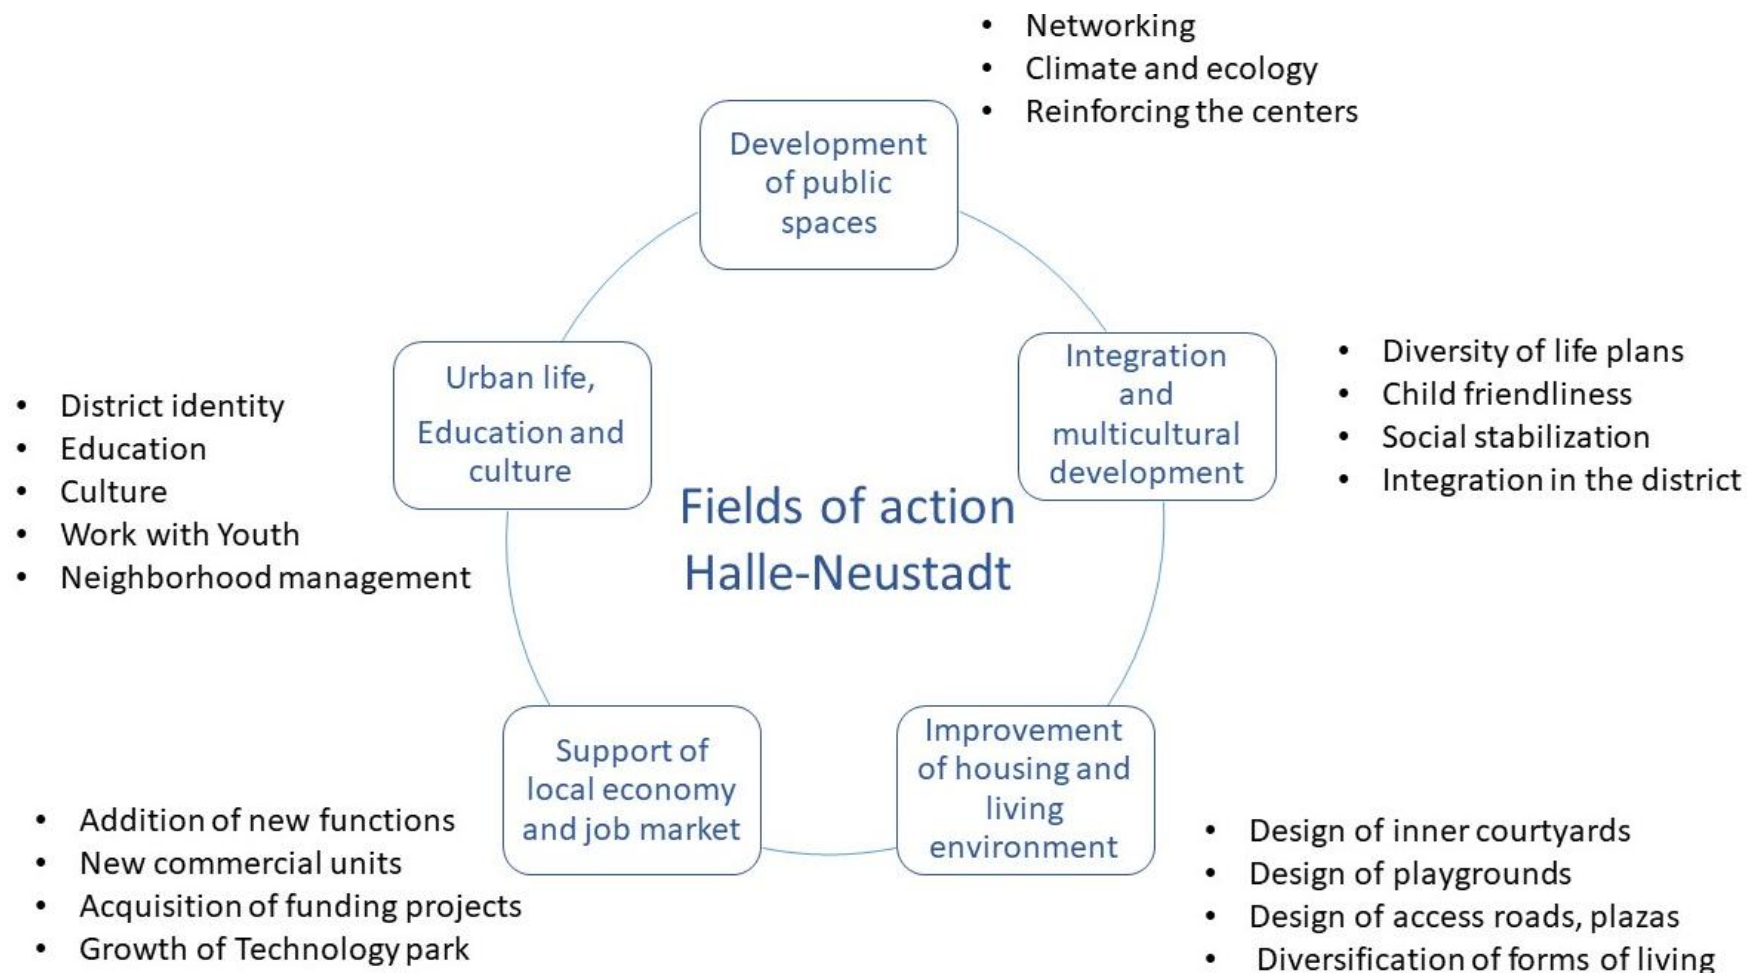 • Networking
• Climate and ecology
• Reinforcing the centers
Development
of public
spaces
Integration
and
multicultural
development
• Diversity of life plans
• Child friendliness
• Social stabilization
• Integration in the district
Urban life,
Education and
culture
• District identity
• Education
• Culture
• Work with Youth
• Neighborhood management
Fields of action
Halle-Neustadt
Support of
local economy
and job market
• Addition of new functions
• New commercial units
• Acquisition of funding projects
• Growth of Technology park
Improvement
of housing and
living
environment
• Design of inner courtyards
• Design of playgrounds
• Design of access roads, plazas
• Diversification of forms of living